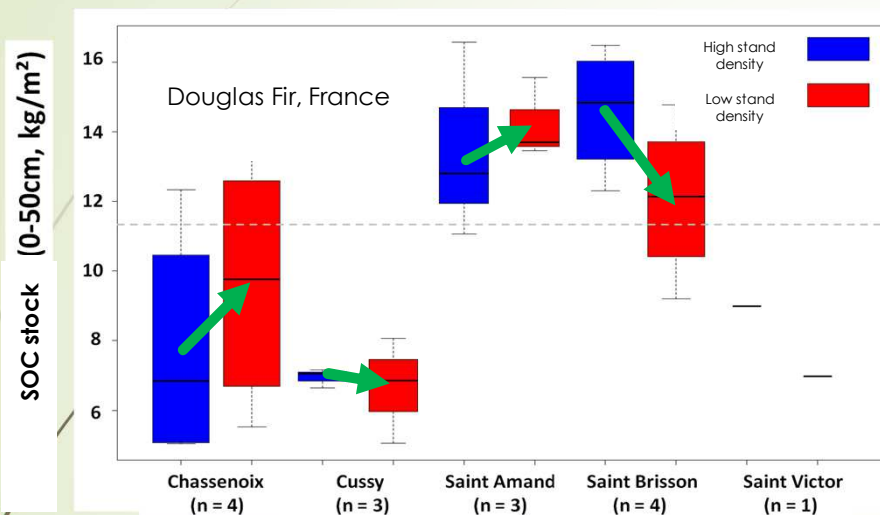 SOC stock (0-50cm, kg/m²)
16
14
12
10
8
6
Douglas Fir, France
High stand
density
Low stand
density
Chassenoix
(n = 4)
Cussy
(n = 3)
Saint Amand
(n = 3)
Saint Brisson
(n = 4)
Saint Victor
(n = 1)